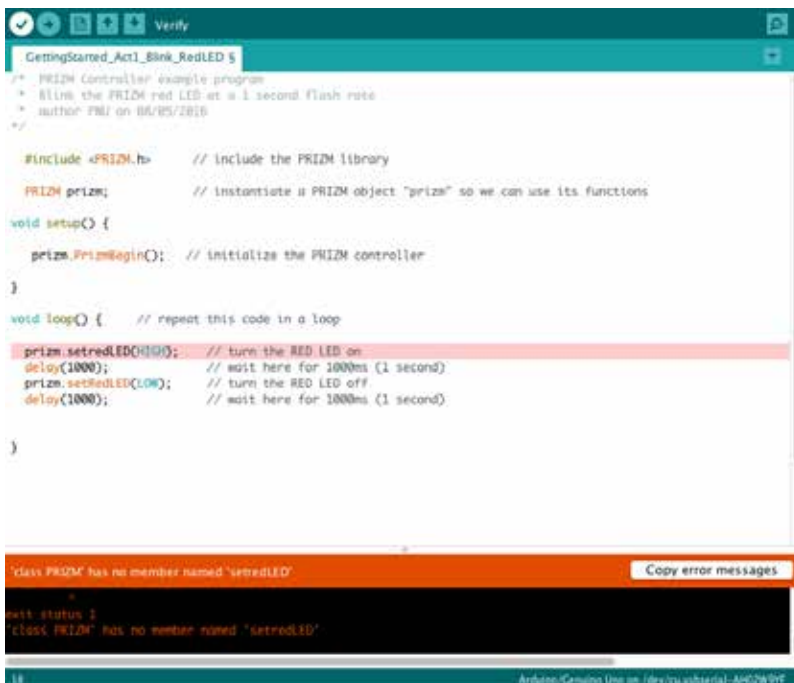 Verify
GettingStarted_Act1_Blink_RedLED §
/* PRIZM Controller example program
* Blink the PRIZM red LED at a 1 second flash rate
* author PWU on 08/05/2016
*/
#include <PRIZM.h> // include the PRIZM library
PRIZM prizm; // instantiate a PRIZM object "prizm" so we can use its functions
void setup() {
prizm.PrizmBegin(); // initialize the PRIZM controller
}
void loop() { // repeat this code in a loop
prizm.setredLED(HIGH); // turn the RED LED on
delay(1000); // wait here for 1000ms (1 second)
prizm.setRedLED(LOW); // turn the RED LED off
delay(1000); // wait here for 1000ms (1 second)
}
'class PRIZM' has no member named 'setredLED'
Copy error messages
^
exit status 1
'class PRIZM' has no member named 'setredLED'
18
Arduino/Genuino Uno on